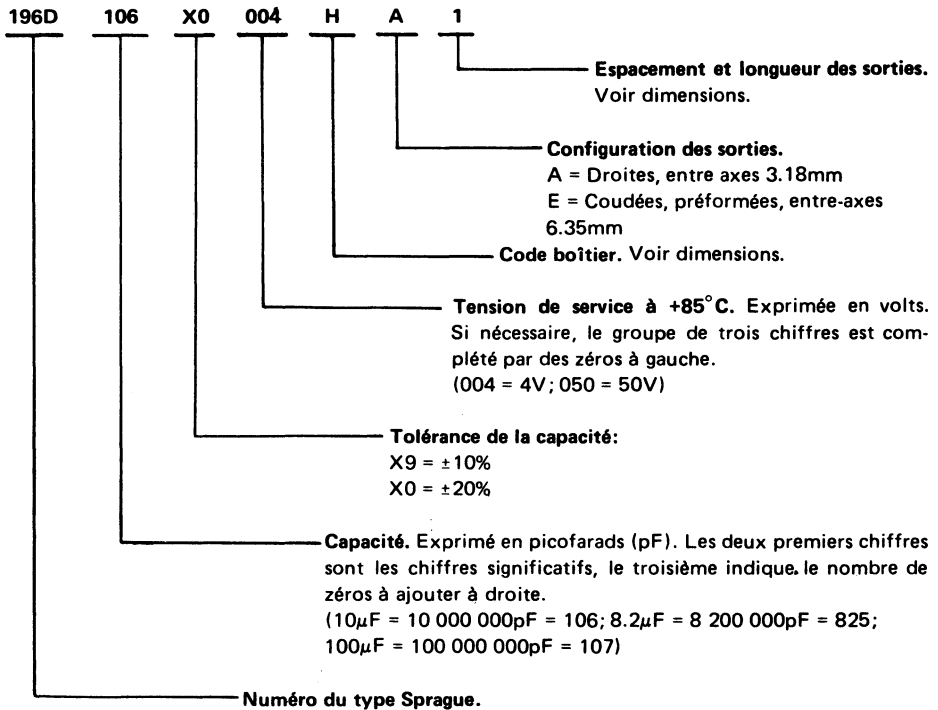 196D 106 X0 004 H A 1
Espacement et longueur des sorties.
Voir dimensions.
Configuration des sorties.
A = Droites, entre axes 3.18mm
E = Coudées, préformées, entre-axes
6.35mm
Code boîtier. Voir dimensions.
Tension de service à +85°C. Exprimée en volts.
Si nécessaire, le groupe de trois chiffres est com-
plété par des zéros à gauche.
(004 = 4V; 050 = 50V)
Tolérance de la capacité:
X9 = ±10%
X0 = ±20%
Capacité. Exprimé en picofarads (pF). Les deux premiers chiffres
sont les chiffres significatifs, le troisième indique le nombre de
zéros à ajouter à droite.
(10μF = 10 000 000pF = 106; 8.2μF = 8 200 000pF = 825;
100μF = 100 000 000pF = 107)
Numéro du type Sprague.